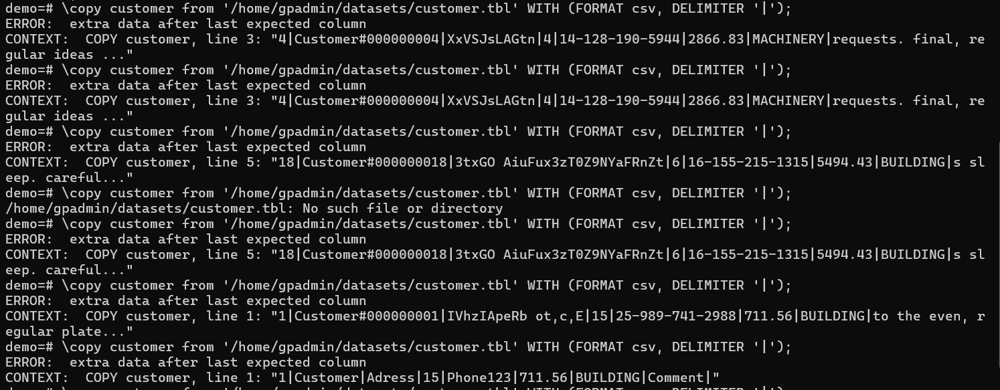 demo=# \copy customer from '/home/gpadmin/datasets/customer.tbl' WITH (FORMAT csv, DELIMITER '|');
ERROR:  extra data after last expected column
CONTEXT:  COPY customer, line 3: "4|Customer#000000004|XxVSJsLAGtn|4|14-128-190-5944|2866.83|MACHINERY|requests. final, re
gular ideas ..."
demo=# \copy customer from '/home/gpadmin/datasets/customer.tbl' WITH (FORMAT csv, DELIMITER '|');
ERROR:  extra data after last expected column
CONTEXT:  COPY customer, line 3: "4|Customer#000000004|XxVSJsLAGtn|4|14-128-190-5944|2866.83|MACHINERY|requests. final, re
gular ideas ..."
demo=# \copy customer from '/home/gpadmin/datasets/customer.tbl' WITH (FORMAT csv, DELIMITER '|');
ERROR:  extra data after last expected column
CONTEXT:  COPY customer, line 5: "18|Customer#000000018|3txGO AiuFux3zT0Z9NYaFRnZt|6|16-155-215-1315|5494.43|BUILDING|s sl
eep. careful..."
demo=# \copy customer from '/home/gpadmin/datasets/customer.tbl' WITH (FORMAT csv, DELIMITER '|');
/home/gpadmin/datasets/customer.tbl: No such file or directory
demo=# \copy customer from '/home/gpadmin/datasets/customer.tbl' WITH (FORMAT csv, DELIMITER '|');
ERROR:  extra data after last expected column
CONTEXT:  COPY customer, line 5: "18|Customer#000000018|3txGO AiuFux3zT0Z9NYaFRnZt|6|16-155-215-1315|5494.43|BUILDING|s sl
eep. careful..."
demo=# \copy customer from '/home/gpadmin/datasets/customer.tbl' WITH (FORMAT csv, DELIMITER '|');
ERROR:  extra data after last expected column
CONTEXT:  COPY customer, line 1: "1|Customer#000000001|IVhzIApeRb ot,c,E|15|25-989-741-2988|711.56|BUILDING|to the even, r
egular plate..."
demo=# \copy customer from '/home/gpadmin/datasets/customer.tbl' WITH (FORMAT csv, DELIMITER '|');
ERROR:  extra data after last expected column
CONTEXT:  COPY customer, line 1: "1|Customer|Adress|15|Phone123|711.56|BUILDING|Comment|"